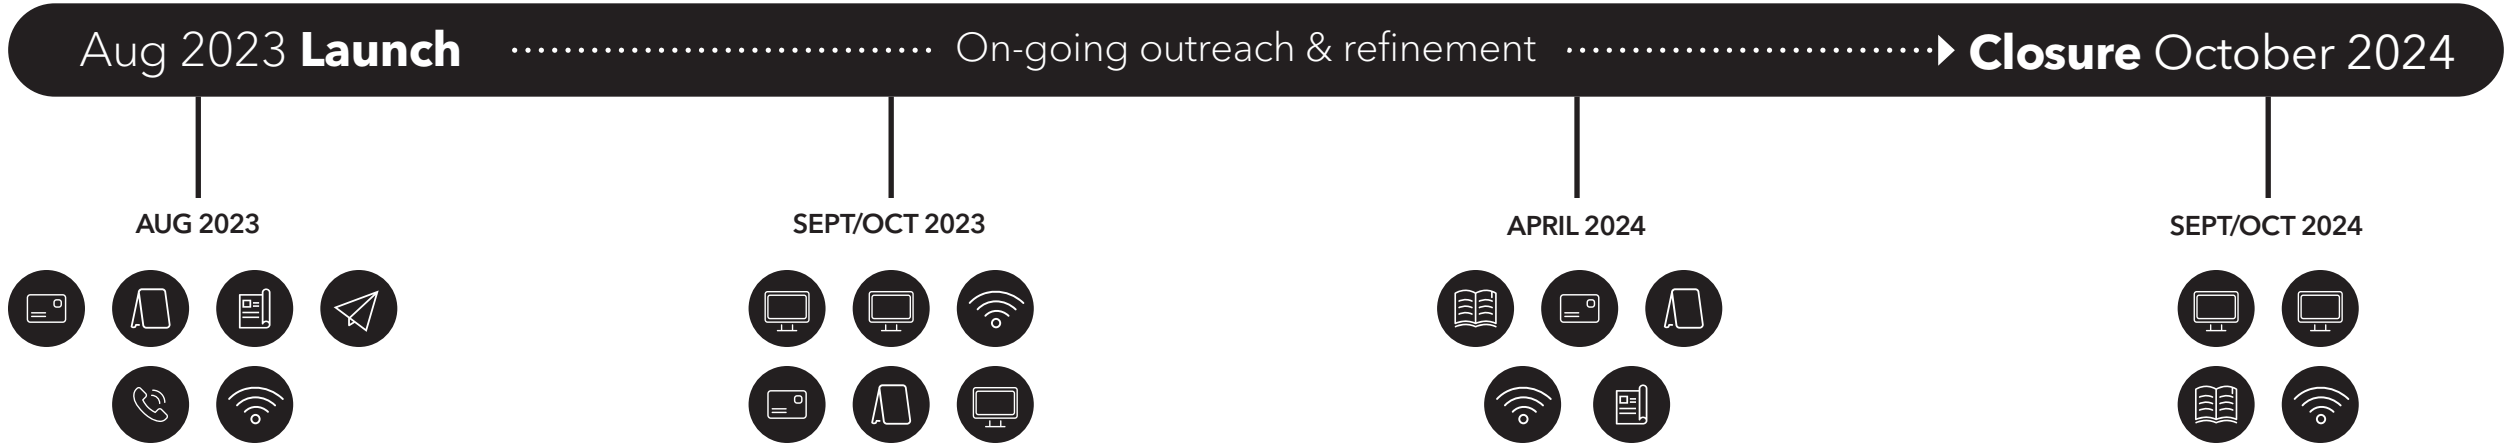 Aug 2023 Launch On-going outreach & refinement Closure October 2024
AUG 2023
SEPT/OCT 2023
APRIL 2024
SEPT/OCT 2024